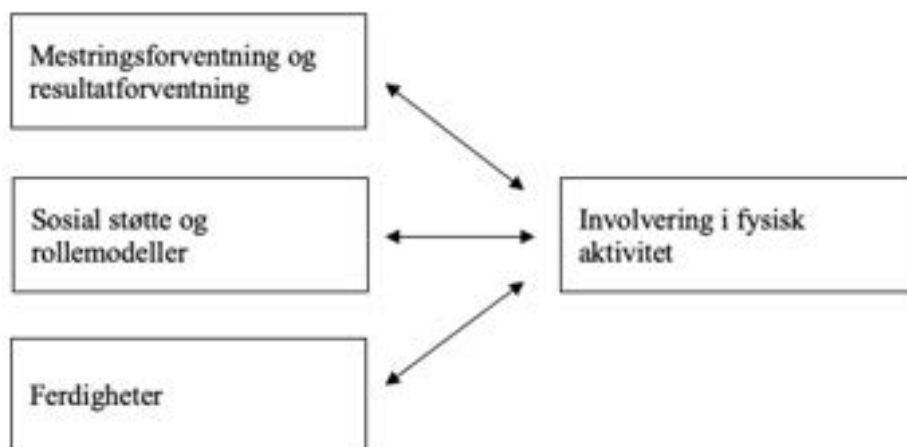 Mestringsforventning og
resultatforventning
Sosial støtte og
rollemodeller
Involvering i fysisk
aktivitet
Ferdigheter